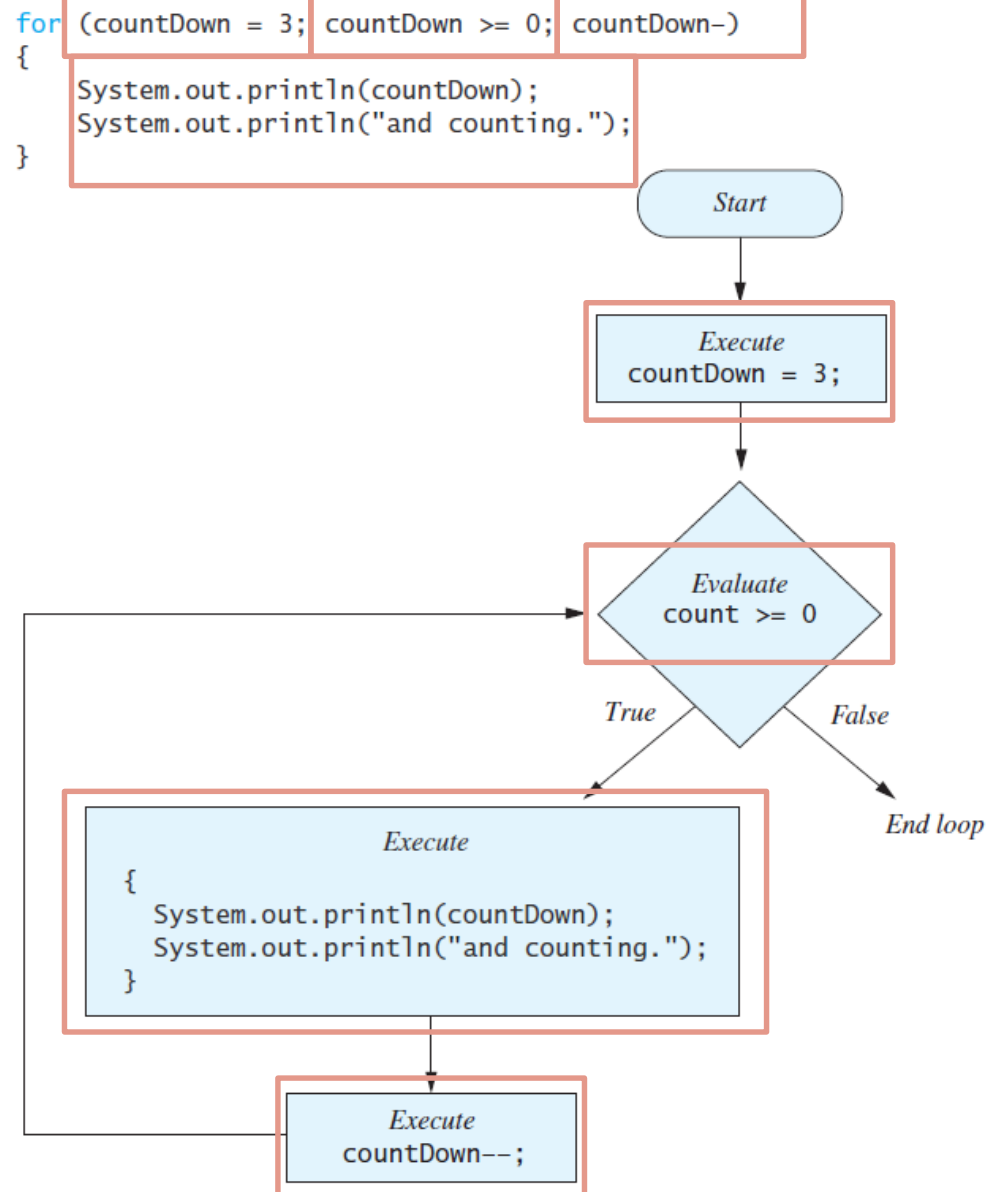 for (countDown = 3; countDown >= 0; countDown-)
{
System.out.println(countDown);
System.out.println("and counting.");
}
Start
Execute
countDown = 3;
Evaluate
count >= 0
True
False
End loop
Execute
{
System.out.println(countDown);
System.out.println("and counting.");
}
Execute
countDown--;